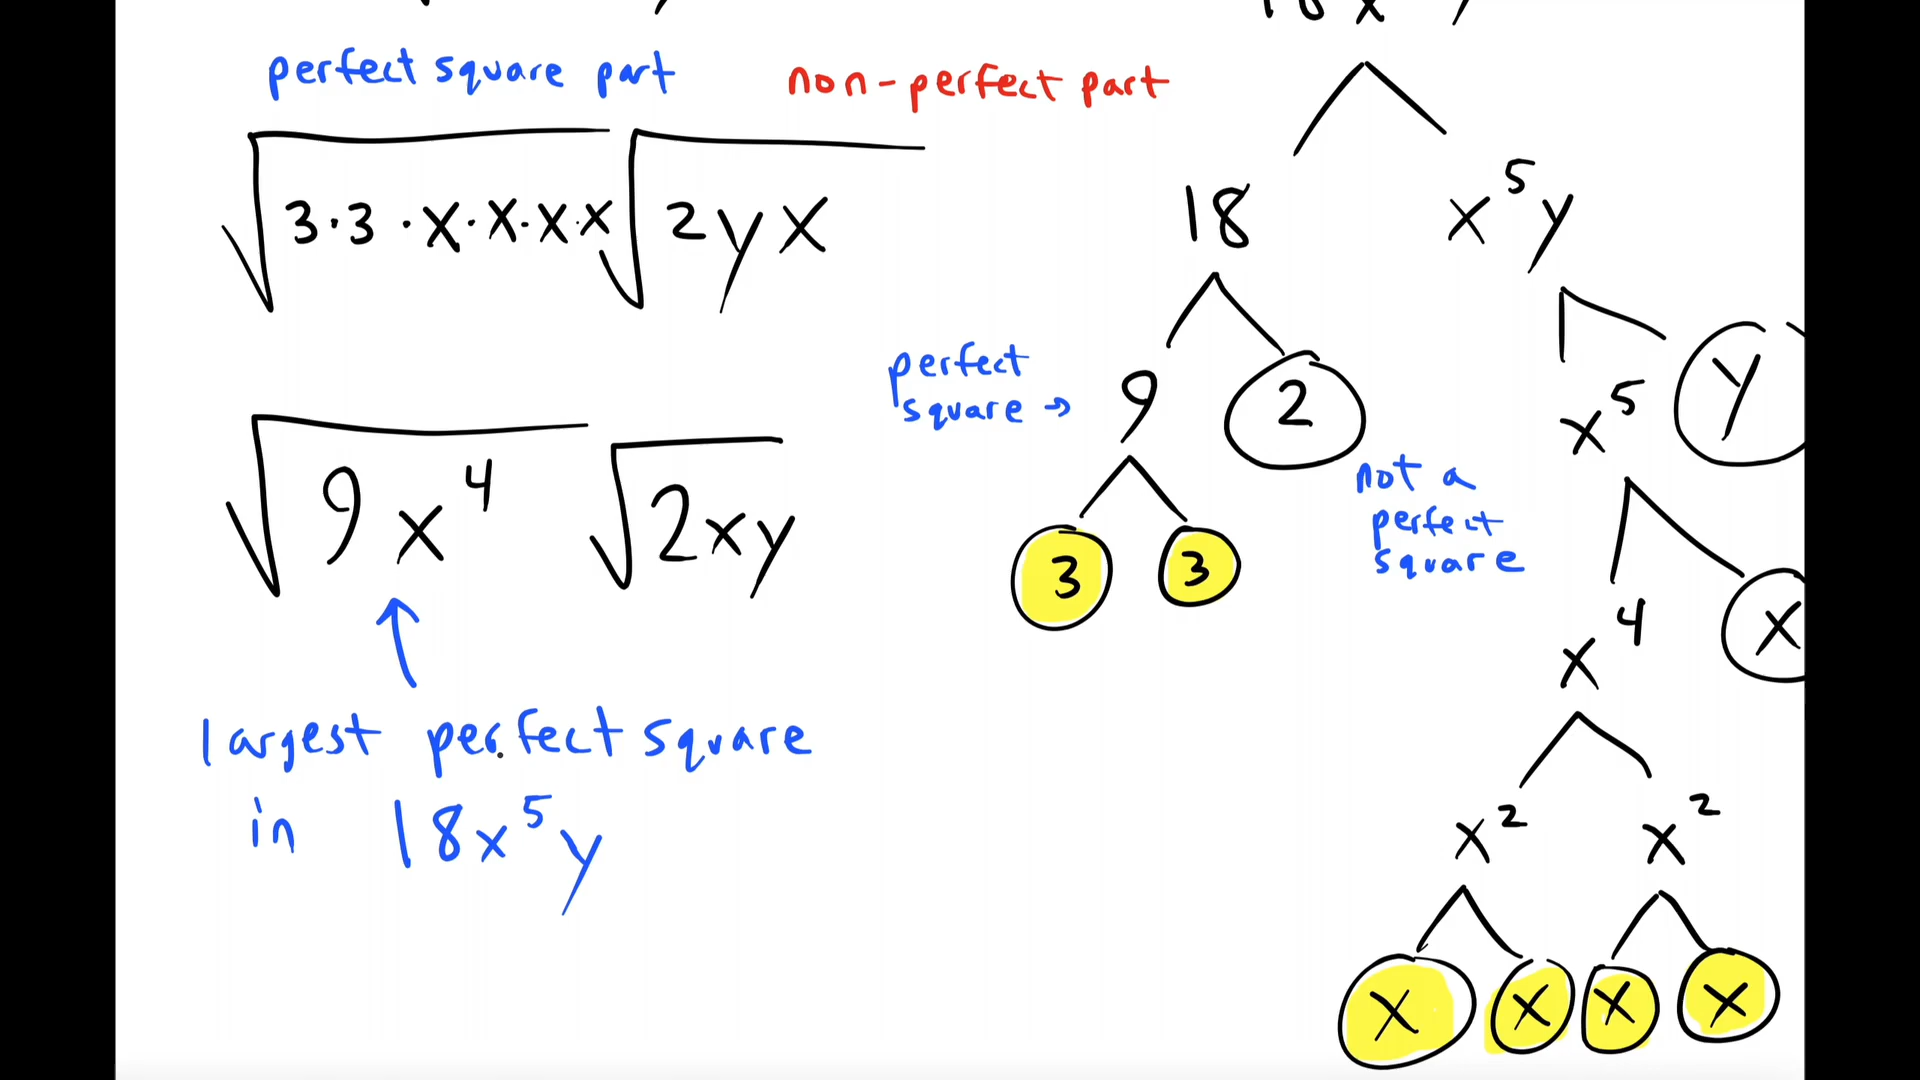 perfect square part
non-perfect part
√3·3·x·x·x·x √2yx
√9x⁴ √2xy
↑
largest perfect square
in 18x⁵y
18 x⁵y
perfect
square →
9 2
x⁵ y
not a
perfect
square
3 3
x⁴ x
x² x²
x x x x